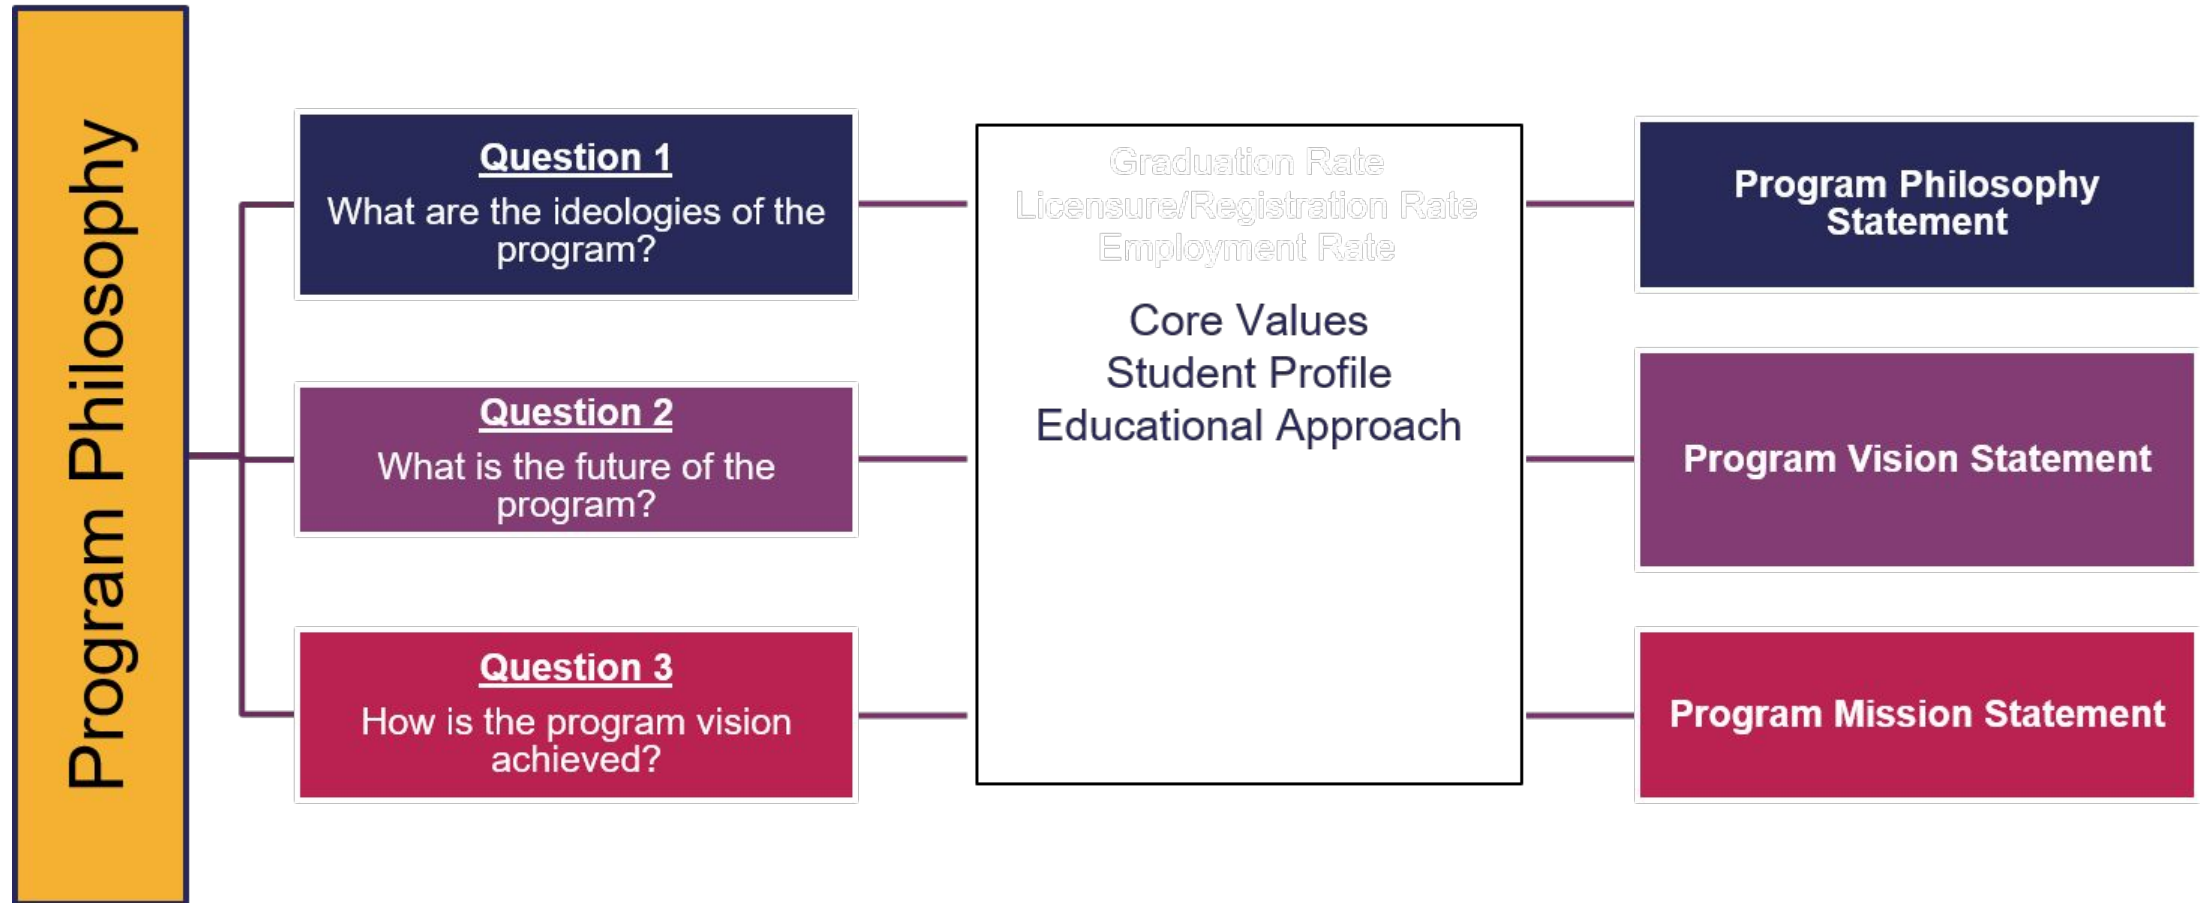 Program Philosophy
Question 1
What are the ideologies of the
program?
Question 2
What is the future of the
program?
Question 3
How is the program vision
achieved?
Graduation Rate
Licensure/Registration Rate
Employment Rate
Core Values
Student Profile
Educational Approach
Program Philosophy
Statement
Program Vision Statement
Program Mission Statement